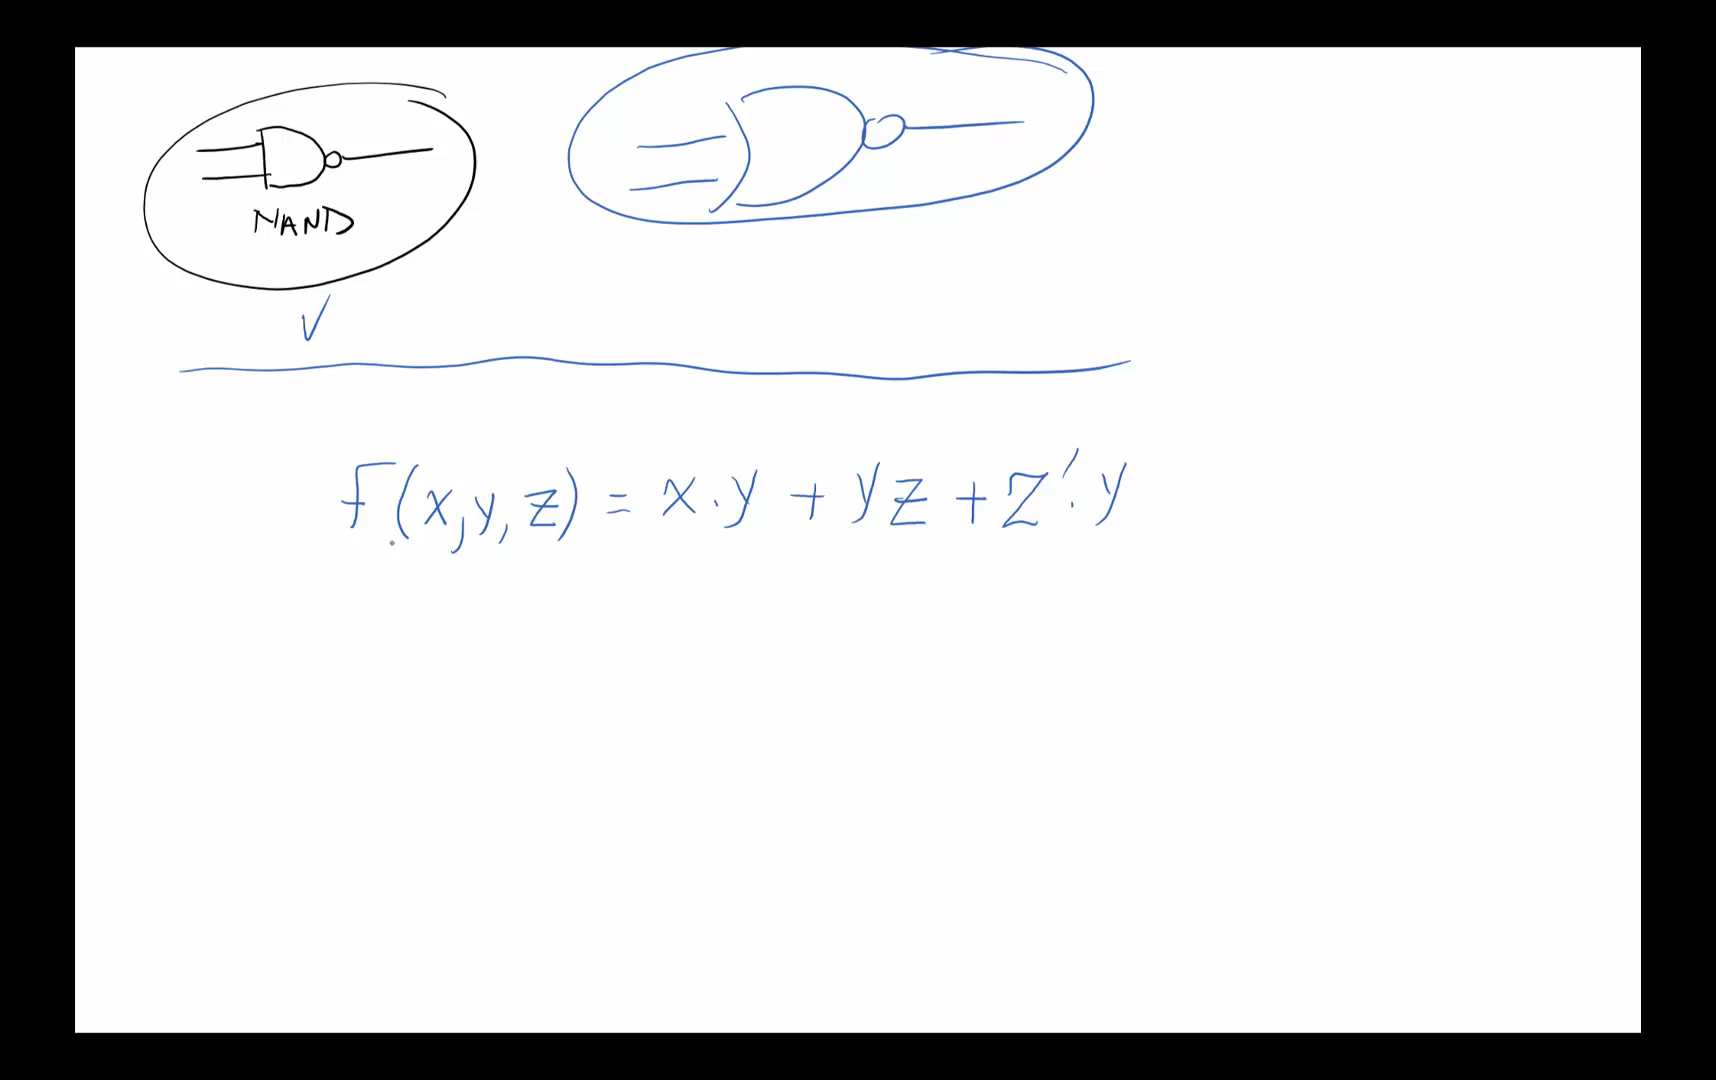 NAND
f(x,y,z) = x·y + yz + z'·y